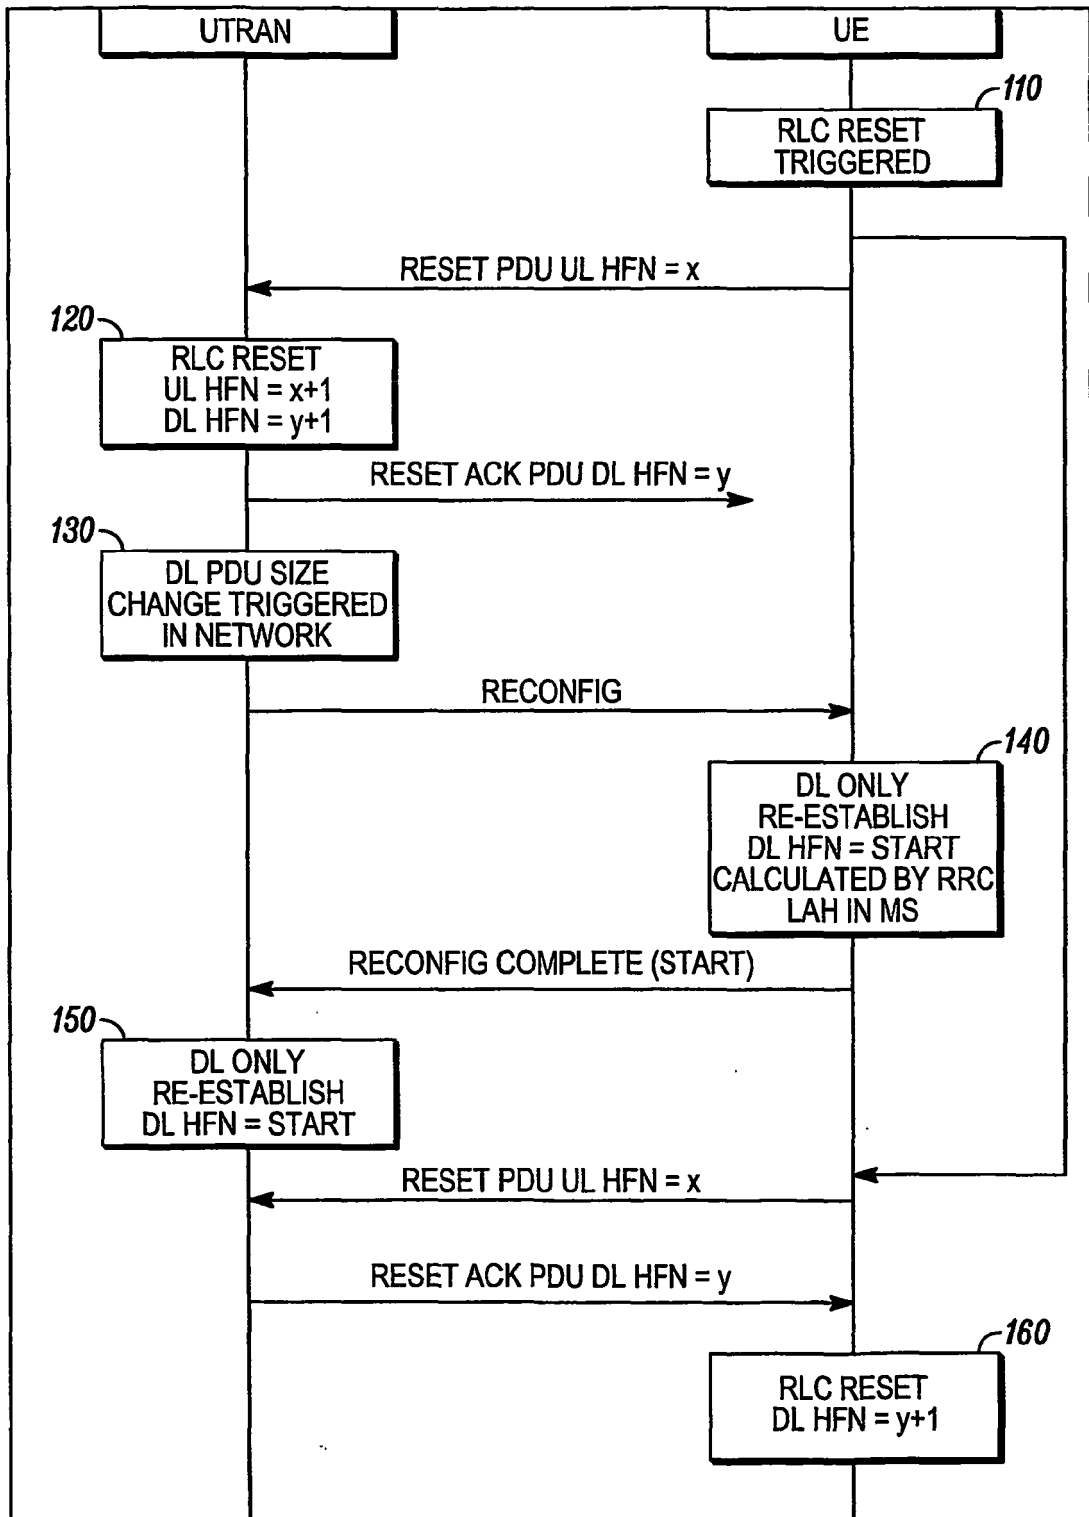 UTRAN
UE
110
RLC RESET
TRIGGERED
RESET PDU UL HFN = x
120
RLC RESET
UL HFN = x+1
DL HFN = y+1
RESET ACK PDU DL HFN = y
130
DL PDU SIZE
CHANGE TRIGGERED
IN NETWORK
RECONFIG
140
DL ONLY
RE-ESTABLISH
DL HFN = START
CALCULATED BY RRC
LAH IN MS
RECONFIG COMPLETE (START)
150
DL ONLY
RE-ESTABLISH
DL HFN = START
RESET PDU UL HFN = x
RESET ACK PDU DL HFN = y
160
RLC RESET
DL HFN = y+1